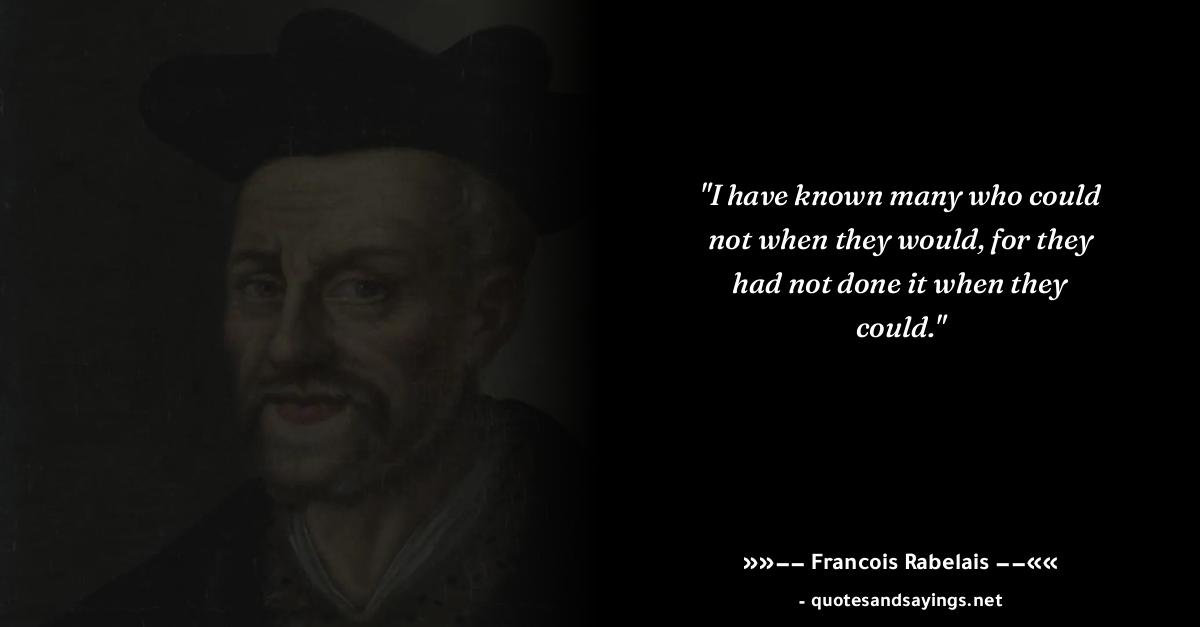 "I have known many who could
not when they would, for they
had not done it when they
could."
»»–– Francois Rabelais ––««
- quotesandsayings.net